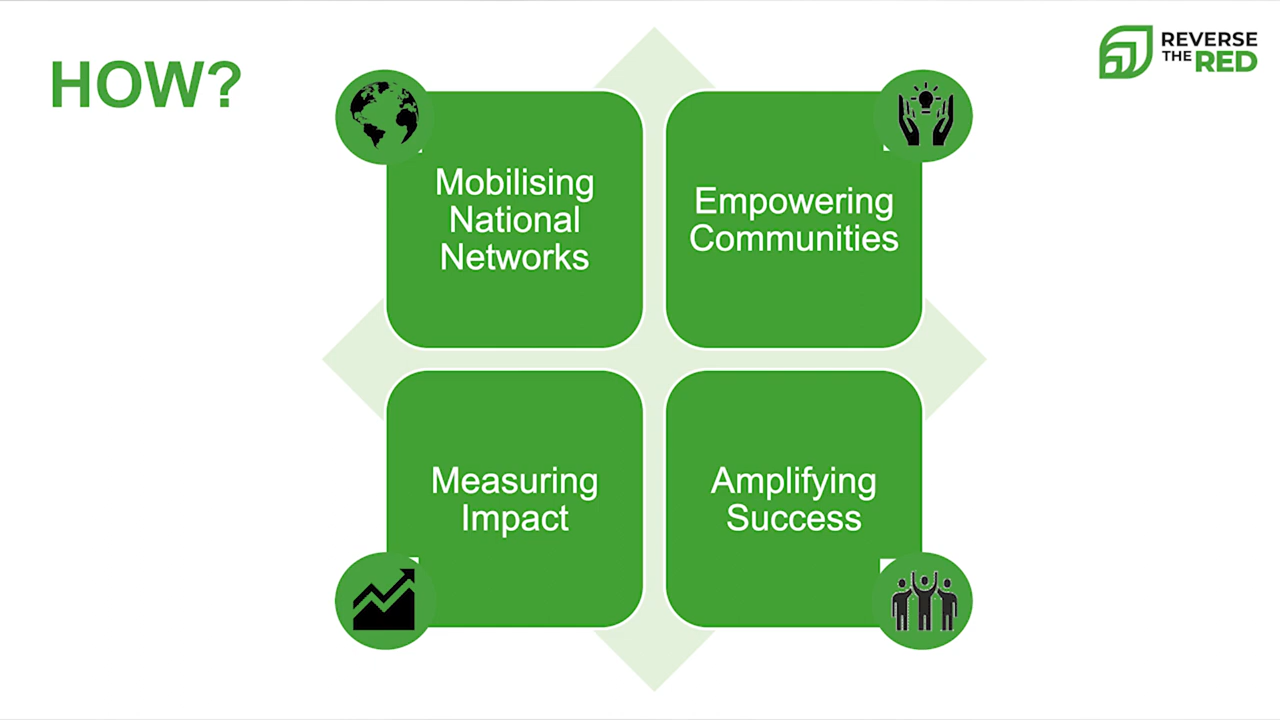 HOW?
REVERSE
THE RED
Mobilising
National
Networks
Empowering
Communities
Measuring
Impact
Amplifying
Success